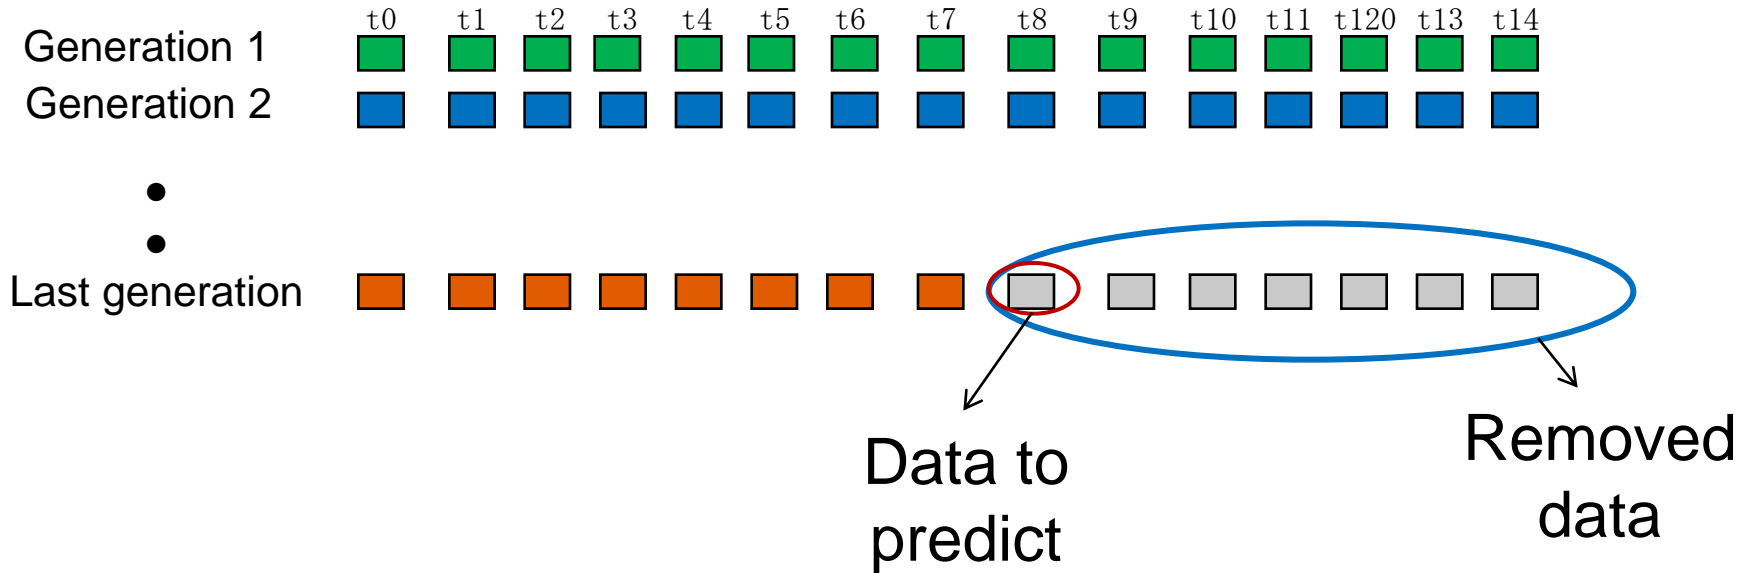 t0 t1 t2 t3 t4 t5 t6 t7 t8 t9 t10 t11 t120 t13 t14
Generation 1
Generation 2
Last generation
Data to
predict
Removed
data